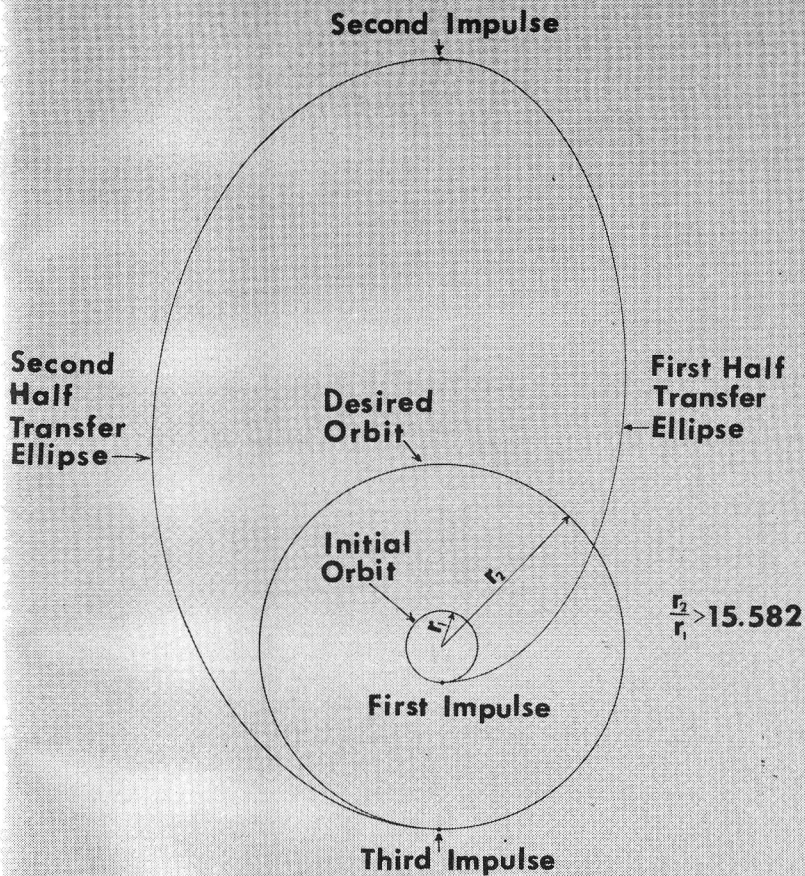 Second Impulse
Second
Half
Transfer
Ellipse
First Half
Transfer
Ellipse
Desired
Orbit
Initial
Orbit
r₂
r₁
r₂/r₁ >15.582
First Impulse
Third Impulse